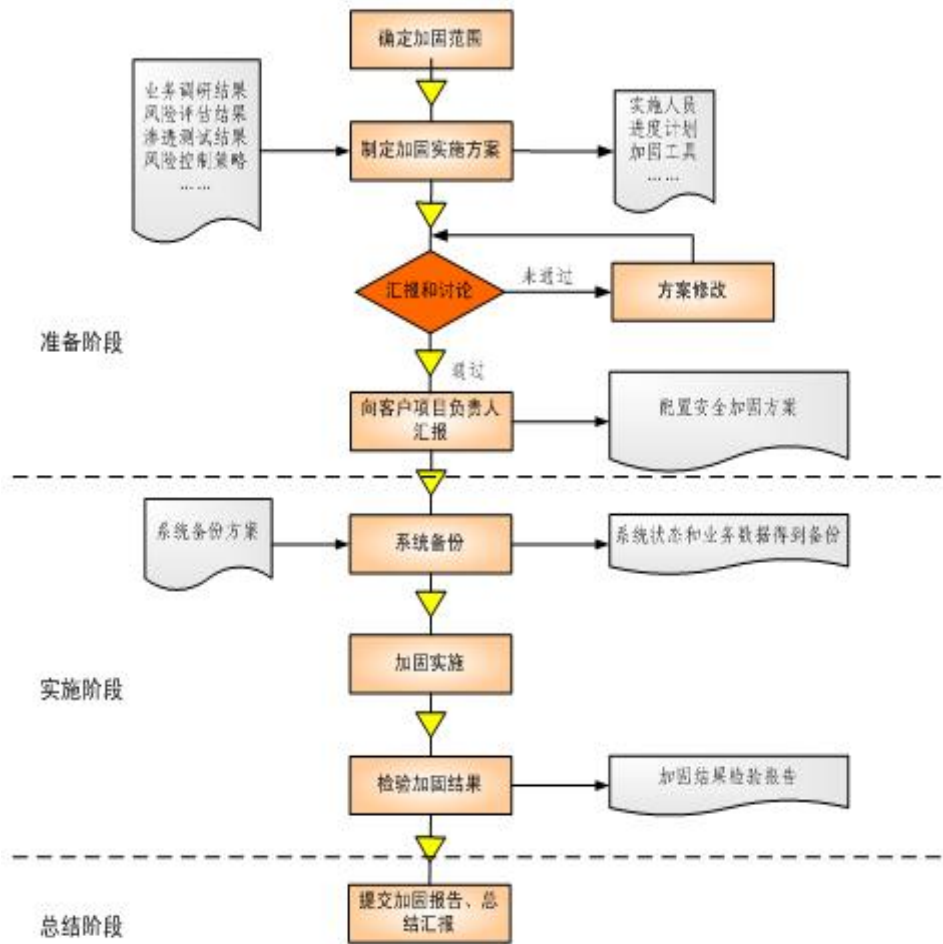 确定加固范围
业务调研结果
风险评估结果
渗透测试结果
风险控制策略
... ...
制定加固实施方案
实施人员
进度计划
加固工具
... ...
汇报和讨论
未通过
方案修改
准备阶段
通过
向客户项目负责人
汇报
配置安全加固方案
系统备份方案
系统备份
系统状态和业务数据得到备份
加固实施
实施阶段
检验加固结果
加固结果检验报告
提交加固报告、总
结汇报
总结阶段